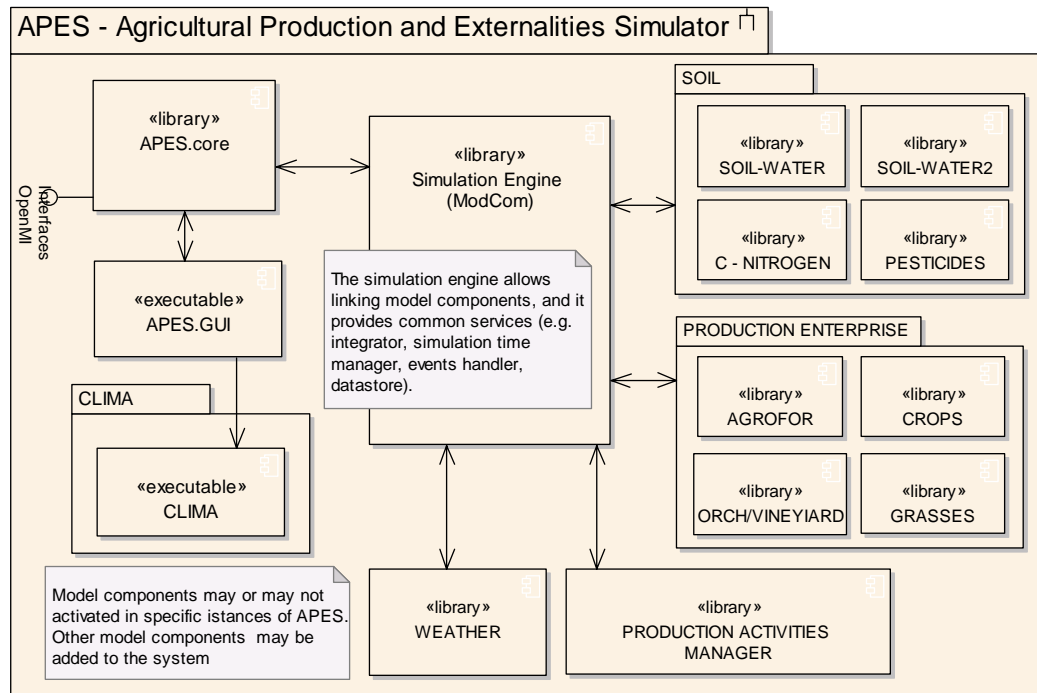 APES - Agricultural Production and Externalities Simulator
«library»
APES.core
Interfaces
OpenMI
«executable»
APES.GUI
CLIMA
«executable»
CLIMA
Model components may or may not
activated in specific istances of APES.
Other model components may be
added to the system
«library»
Simulation Engine
(ModCom)
The simulation engine allows
linking model components, and it
provides common services (e.g.
integrator, simulation time
manager, events handler,
datastore).
SOIL
«library»
SOIL-WATER
«library»
SOIL-WATER2
«library»
C - NITROGEN
«library»
PESTICIDES
PRODUCTION ENTERPRISE
«library»
AGROFOR
«library»
CROPS
«library»
ORCH/VINEYIARD
«library»
GRASSES
«library»
WEATHER
«library»
PRODUCTION ACTIVITIES
MANAGER